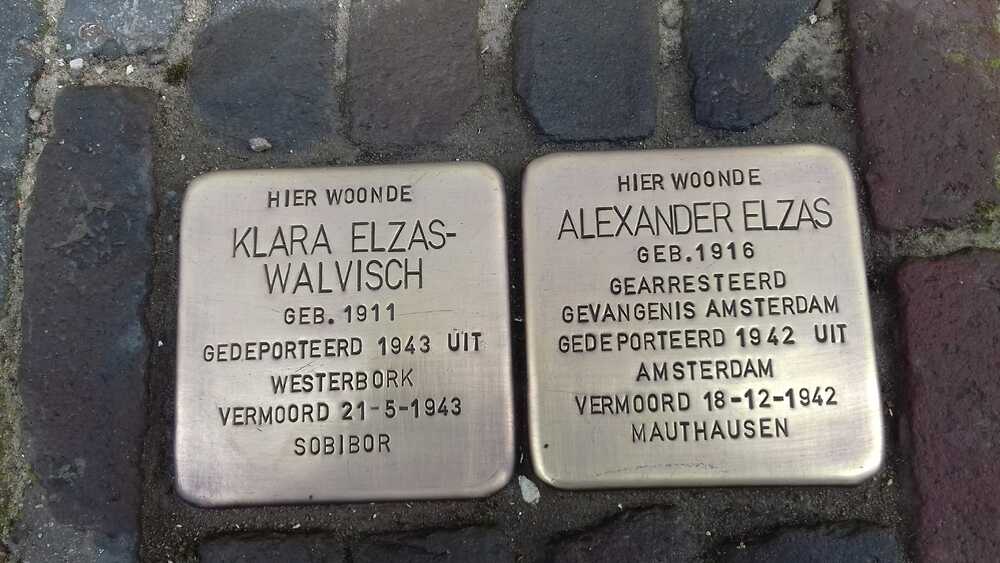 HIER WOONDE
KLARA ELZAS-
WALVISCH
GEB. 1911
GEDEPORTEERD 1943 UIT
WESTERBORK
VERMOORD 21-5-1943
SOBIBOR
HIER WOONDE
ALEXANDER ELZAS
GEB. 1916
GEARRESTEERD
GEVANGENIS AMSTERDAM
GEDEPORTEERD 1942 UIT
AMSTERDAM
VERMOORD 18-12-1942
MAUTHAUSEN